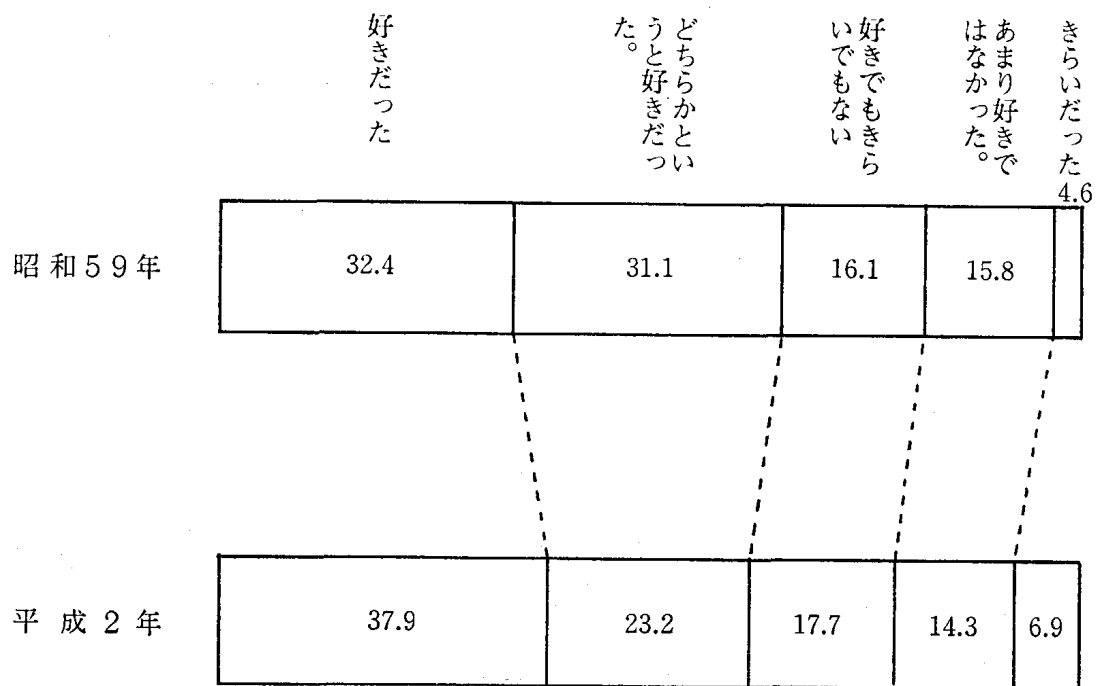 好きだった
どちらかとい
うと好きだっ
た。
好きでもきら
いでもない
あまり好きで
はなかった。
きらいだった
4.6
昭和59年
32.4
31.1
16.1
15.8
平成2年
37.9
23.2
17.7
14.3
6.9